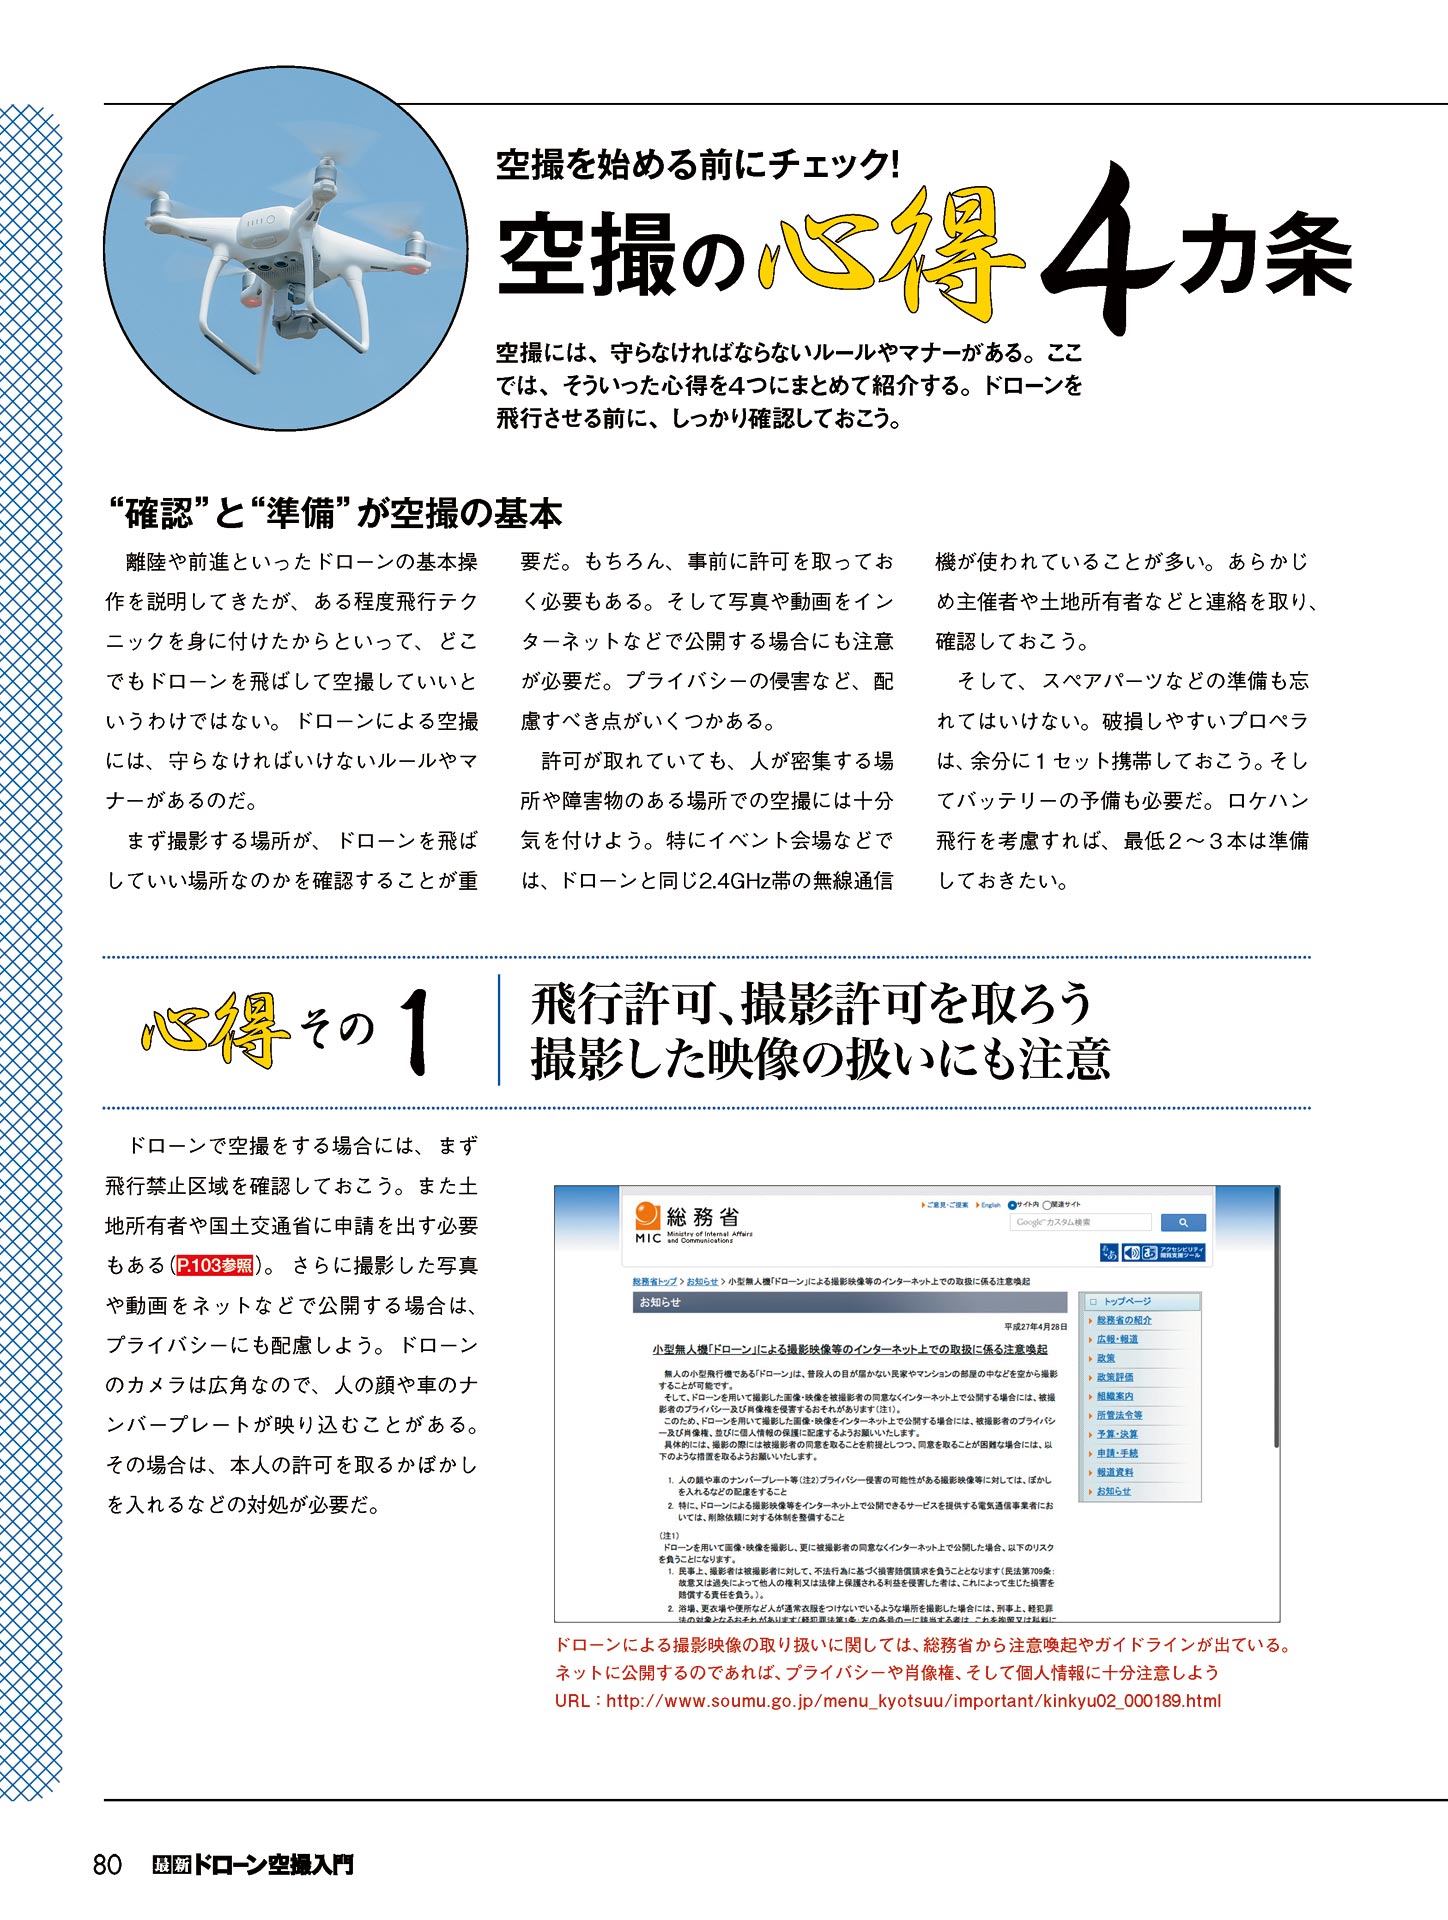 空撮を始める前にチェック!
空撮の心得4カ条
空撮には、守らなければならないルールやマナーがある。ここ
では、そういった心得を4つにまとめて紹介する。ドローンを
飛行させる前に、しっかり確認しておこう。
“確認”と“準備”が空撮の基本
離陸や前進といったドローンの基本操
作を説明してきたが、ある程度飛行テク
ニックを身に付けたからといって、どこ
でもドローンを飛ばして空撮していいと
いうわけではない。ドローンによる空撮
には、守らなければいけないルールやマ
ナーがあるのだ。
まず撮影する場所が、ドローンを飛ば
していい場所なのかを確認することが重
要だ。もちろん、事前に許可を取ってお
く必要もある。そして写真や動画をイン
ターネットなどで公開する場合にも注意
が必要だ。プライバシーの侵害など、配
慮すべき点がいくつかある。
許可が取れていても、人が密集する場
所や障害物のある場所での空撮には十分
気を付けよう。特にイベント会場などで
は、ドローンと同じ2.4GHz帯の無線通信
機が使われていることが多い。あらかじ
め主催者や土地所有者などと連絡を取り、
確認しておこう。
そして、スペアパーツなどの準備も忘
れてはいけない。破損しやすいプロペラ
は、余分に1セット携帯しておこう。そし
てバッテリーの予備も必要だ。ロケハン
飛行を考慮すれば、最低2〜3本は準備
しておきたい。
心得その1
飛行許可、撮影許可を取ろう
撮影した映像の扱いにも注意
ドローンで空撮をする場合には、まず
飛行禁止区域を確認しておこう。また土
地所有者や国土交通省に申請を出す必要
もある(P.103参照)。さらに撮影した写真
や動画をネットなどで公開する場合は、
プライバシーにも配慮しよう。ドローン
のカメラは広角なので、人の顔や車のナ
ンバープレートが映り込むことがある。
その場合は、本人の許可を取るかぼかし
を入れるなどの対処が必要だ。
ご意見・ご提案 English サイト内 関連サイト
総務省
MIC Ministry of Internal Affairs
and Communications
Google カスタム検索
アクセシビリティ
閲覧支援ツール
総務省トップ > お知らせ > 小型無人機「ドローン」による撮影映像等のインターネット上での取扱に係る注意喚起
お知らせ
平成27年4月28日
小型無人機「ドローン」による撮影映像等のインターネット上での取扱に係る注意喚起
無人の小型飛行機である「ドローン」は、普段人の目が届かない民家やマンションの部屋の中などを空から撮影
することが可能です。
そして、ドローンを用いて撮影した画像・映像を被撮影者の同意なくインターネット上で公開する場合には、被撮
影者のプライバシー及び肖像権を侵害するおそれがあります（注1）。
このため、ドローンを用いて撮影した画像・映像をインターネット上で公開する場合には、被撮影者のプライバシ
ー及び肖像権、並びに個人情報の保護に配慮するようお願いいたします。
具体的には、撮影の際には被撮影者の同意を取ることを前提としつつ、同意を取ることが困難な場合には、以
下のような措置を取るようお願いいたします。
1. 人の顔や車のナンバープレート等（注2）プライバシー侵害の可能性がある撮影映像等に対しては、ぼかし
を入れるなどの配慮をすること
2. 特に、ドローンによる撮影映像等をインターネット上で公開できるサービスを提供する電気通信事業者にお
いては、削除依頼に対する体制を整備すること
（注1）
ドローンを用いて画像・映像を撮影し、更に被撮影者の同意なくインターネット上で公開した場合、以下のリスク
を負うことになります。
1. 民事上、撮影者は被撮影者に対して、不法行為に基づく損害賠償請求を負うこととなります（民法第709条：
故意又は過失によって他人の権利又は法律上保護される利益を侵害した者は、これによって生じた損害を
賠償する責任を負う。）。
2. 浴場、更衣場や便所など人が通常衣服をつけないでいるような場所を撮影した場合には、刑事上、軽犯罪
トップページ
総務省の紹介
広報・報道
政策
政策評価
組織案内
所管法令等
予算・決算
申請・手続
報道資料
お知らせ
ドローンによる撮影映像の取り扱いに関しては、総務省から注意喚起やガイドラインが出ている。
ネットに公開するのであれば、プライバシーや肖像権、そして個人情報に十分注意しよう
URL：http://www.soumu.go.jp/menu_kyotsuu/important/kinkyu02_000189.html
80 最新ドローン空撮入門